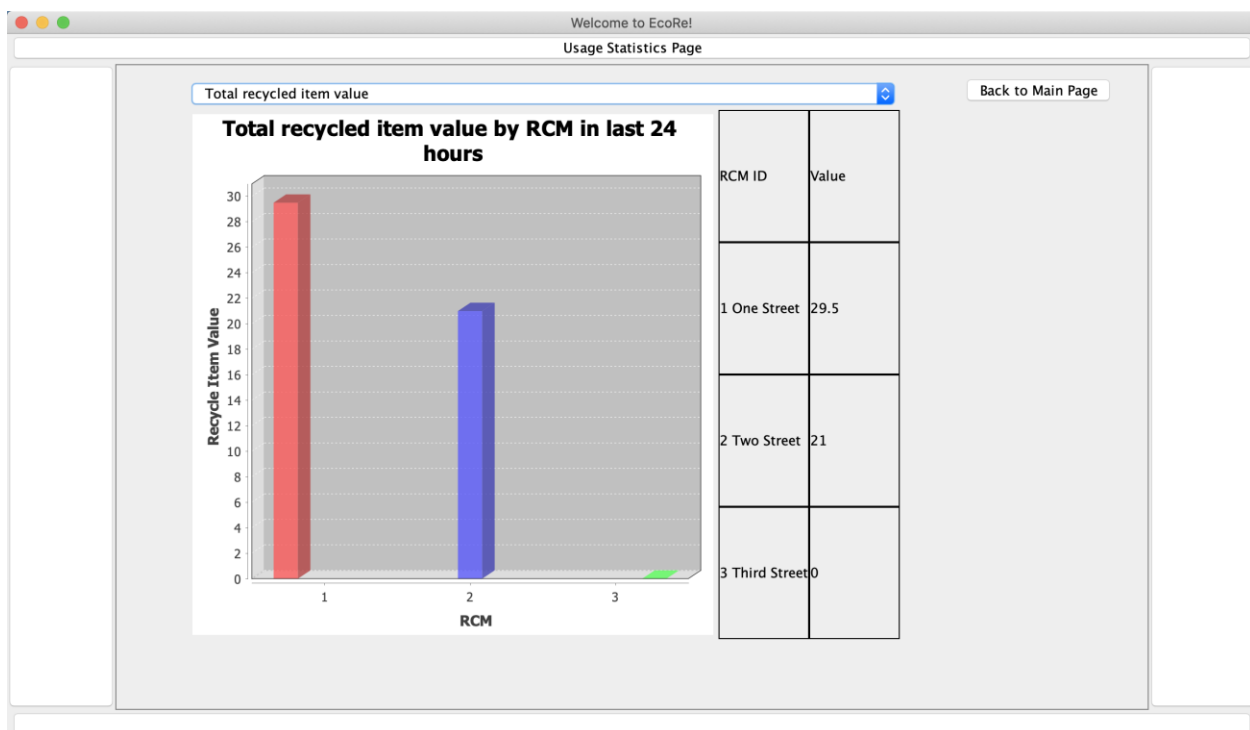 Welcome to EcoRe!
Usage Statistics Page
Total recycled item value
Back to Main Page
Total recycled item value by RCM in last 24
hours
Recycle Item Value
30
28
26
24
22
20
18
16
14
12
10
8
6
4
2
0
1 2 3
RCM
RCM ID Value
1 One Street 29.5
2 Two Street 21
3 Third Street 0